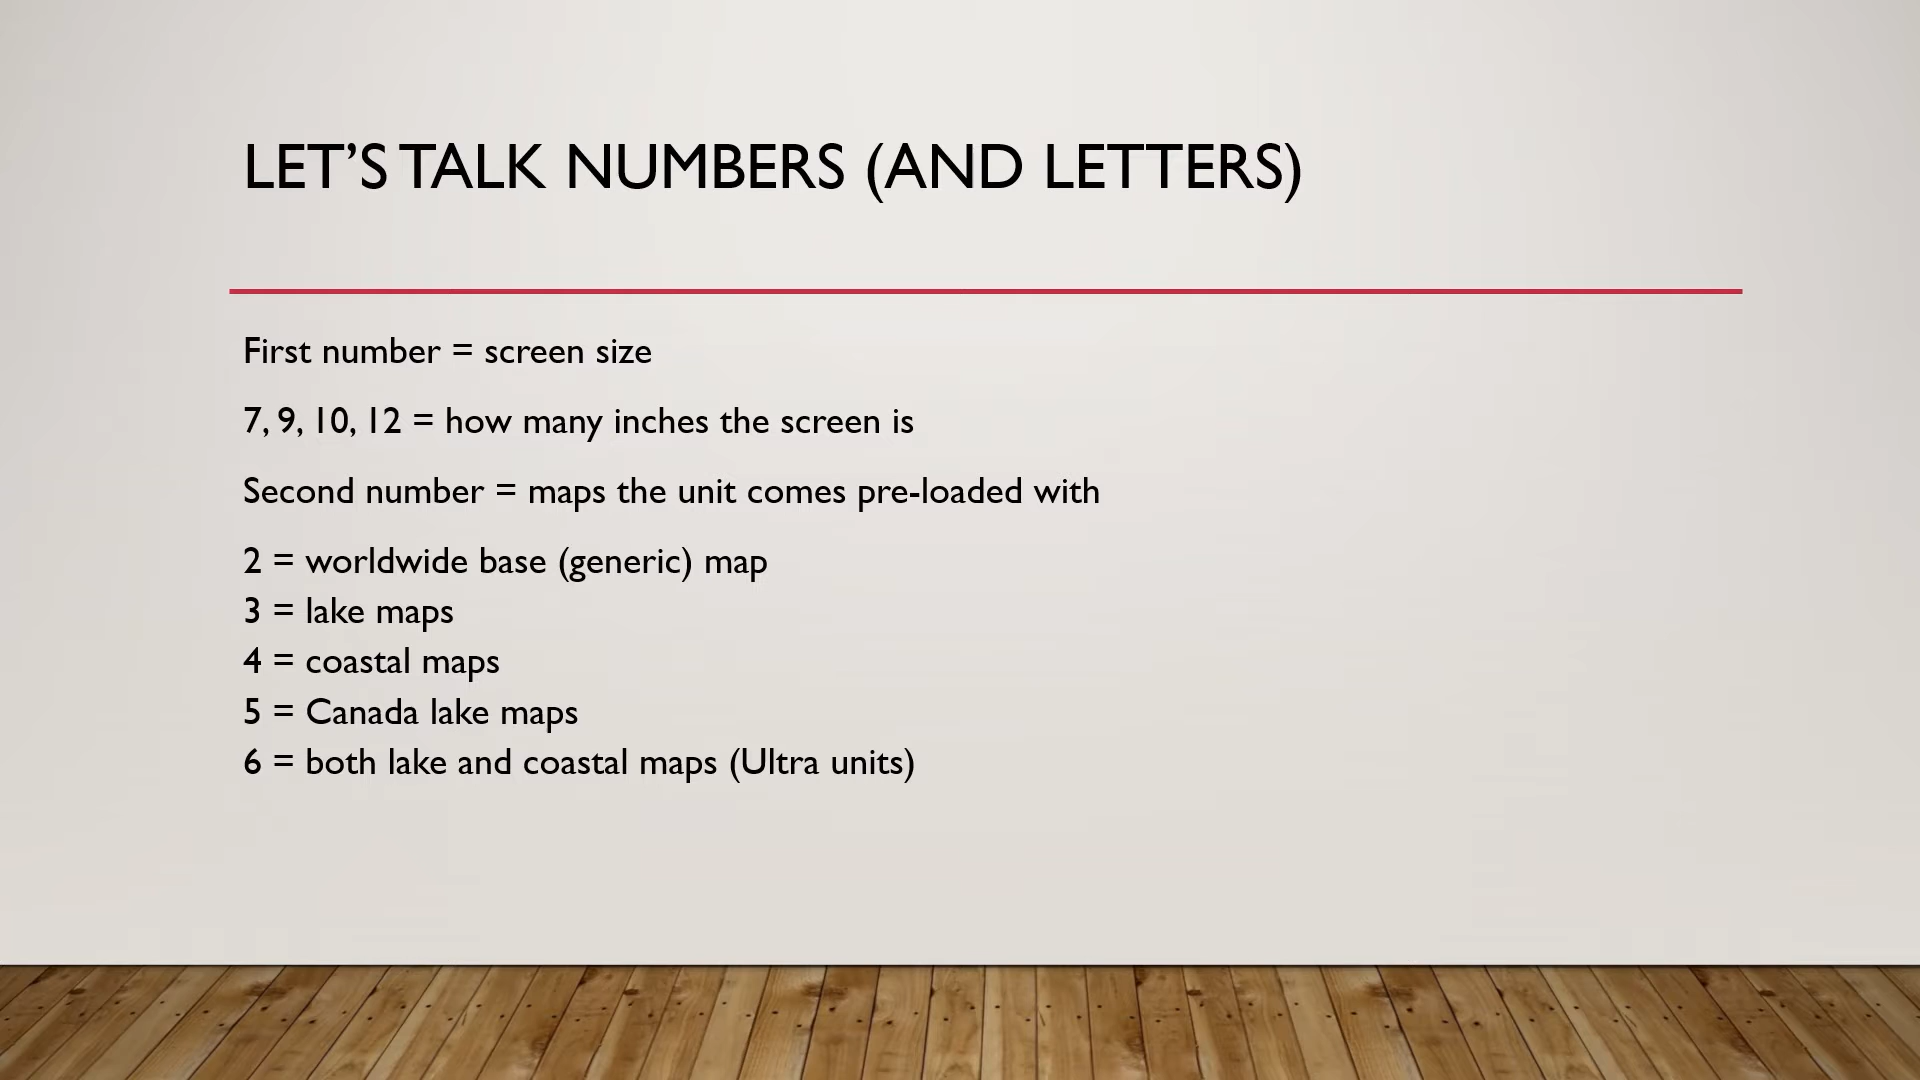 LET’S TALK NUMBERS (AND LETTERS)
First number = screen size
7, 9, 10, 12 = how many inches the screen is
Second number = maps the unit comes pre-loaded with
2 = worldwide base (generic) map
3 = lake maps
4 = coastal maps
5 = Canada lake maps
6 = both lake and coastal maps (Ultra units)